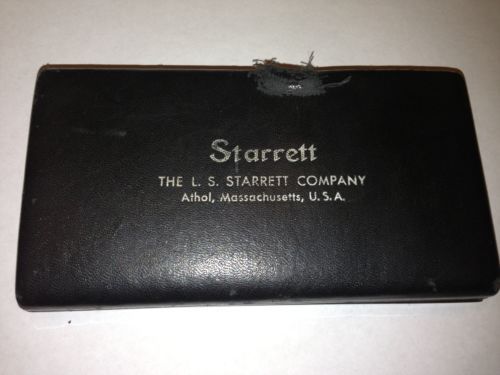 Starrett
THE L. S. STARRETT COMPANY
Athol, Massachusetts, U.S.A.